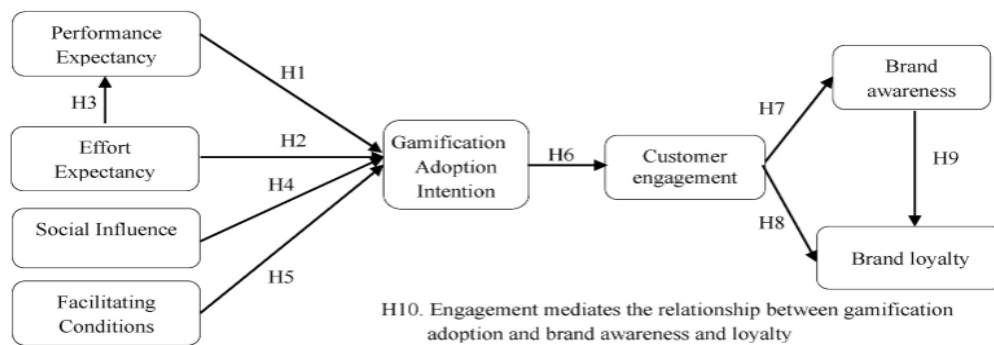 Performance
Expectancy
H1
H3
Effort
Expectancy
H2
H4
Social Influence
H5
Facilitating
Conditions
Gamification
Adoption
Intention
H6
Customer
engagement
H7
H8
Brand
awareness
H9
Brand loyalty
H10. Engagement mediates the relationship between gamification
adoption and brand awareness and loyalty